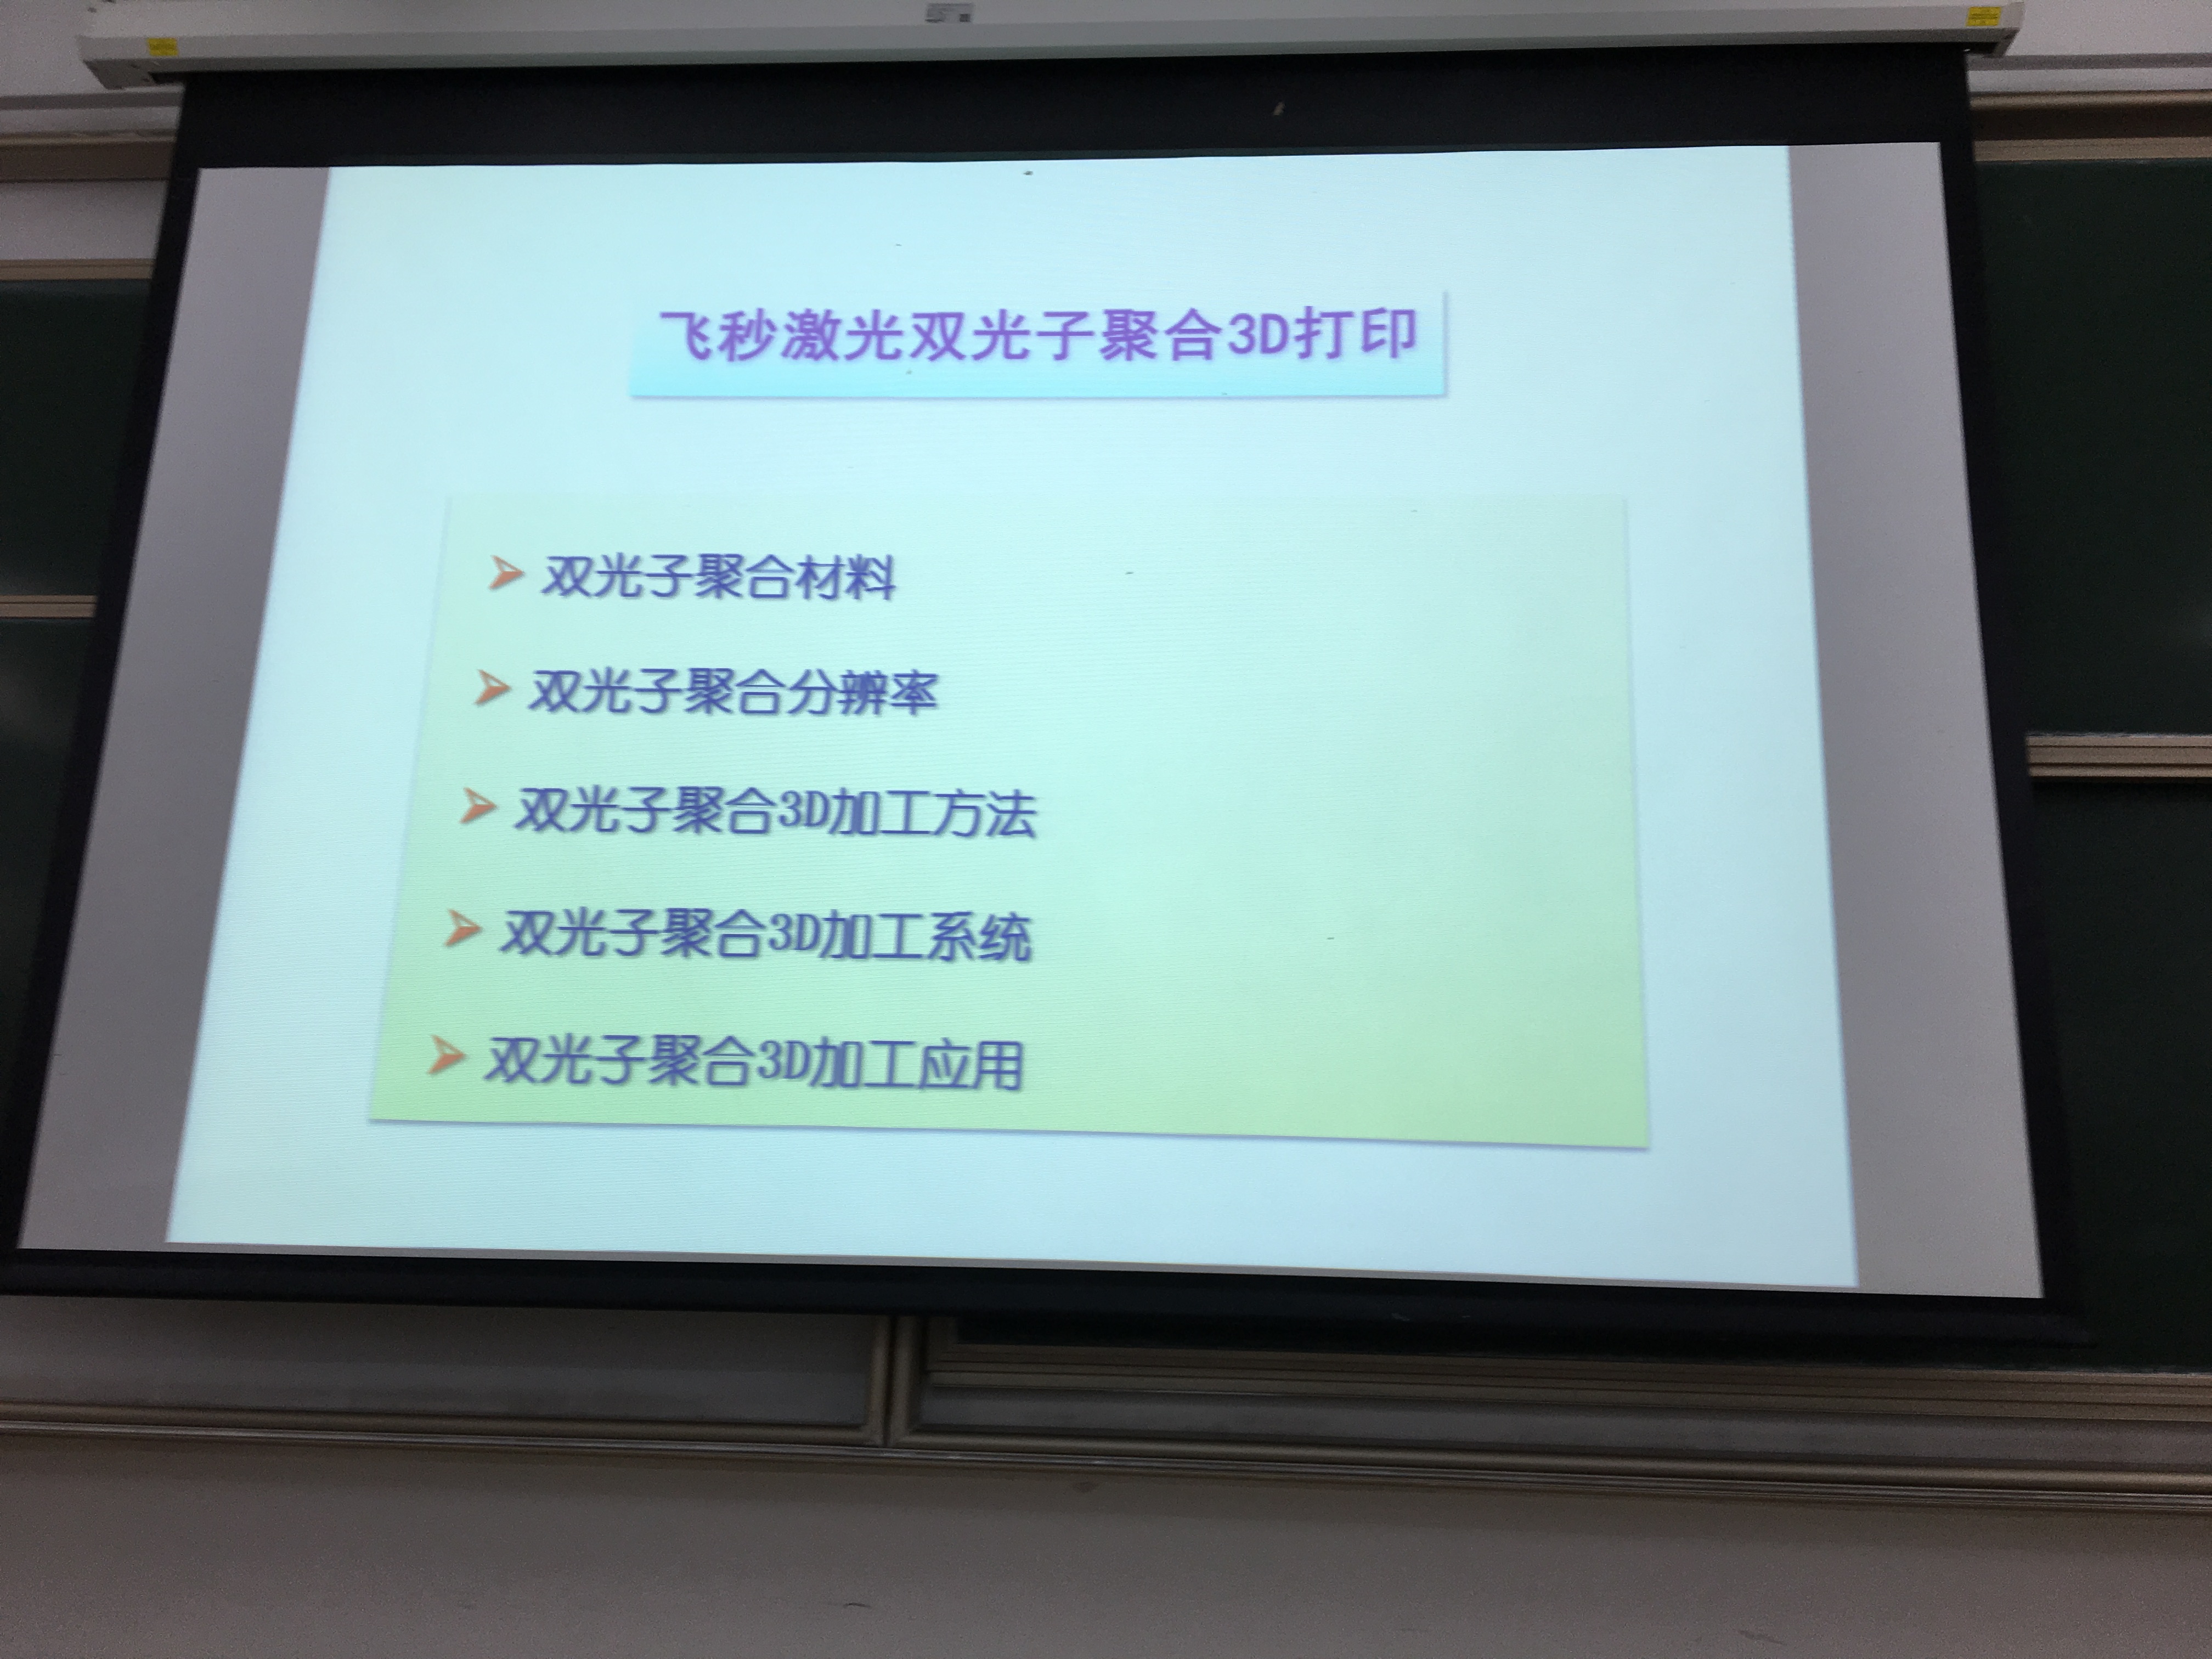 飞秒激光双光子聚合3D打印
双光子聚合材料
双光子聚合分辨率
双光子聚合3D加工方法
双光子聚合3D加工系统
双光子聚合3D加工应用